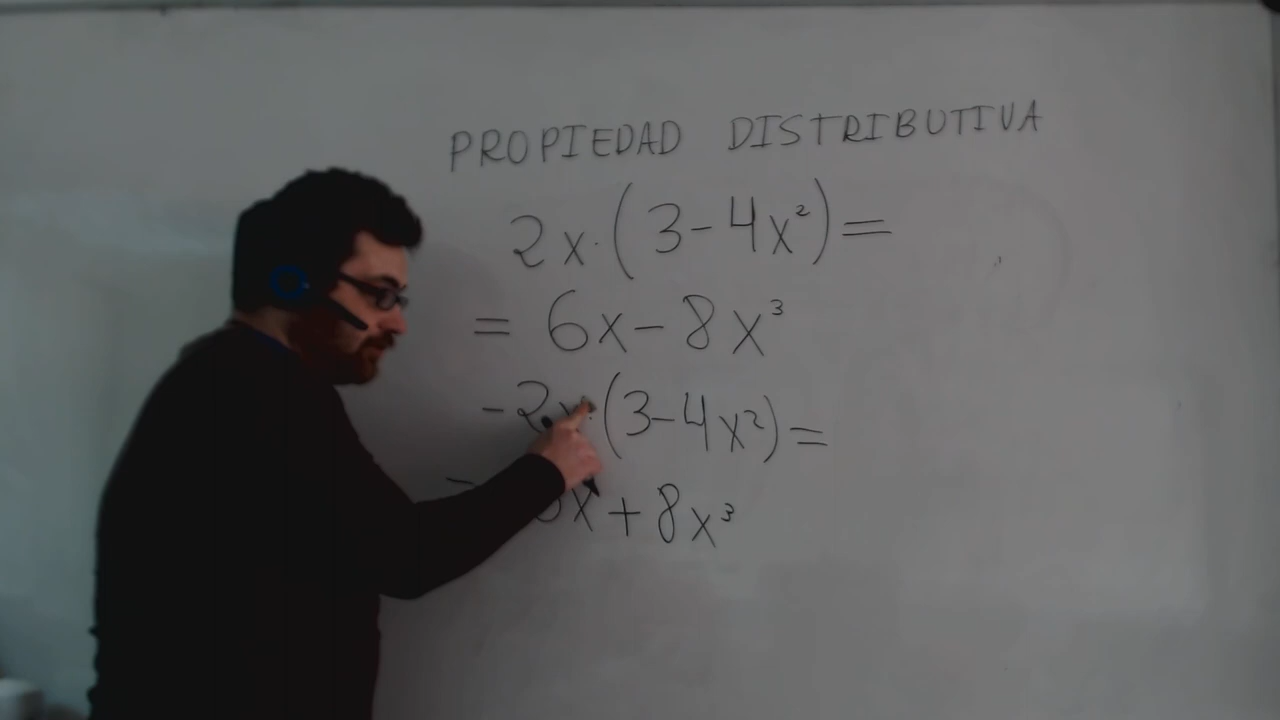 PROPIEDAD DISTRIBUTIVA
2x·(3-4x²)=
= 6x-8x³
-2x·(3-4x²)=
x+8x³